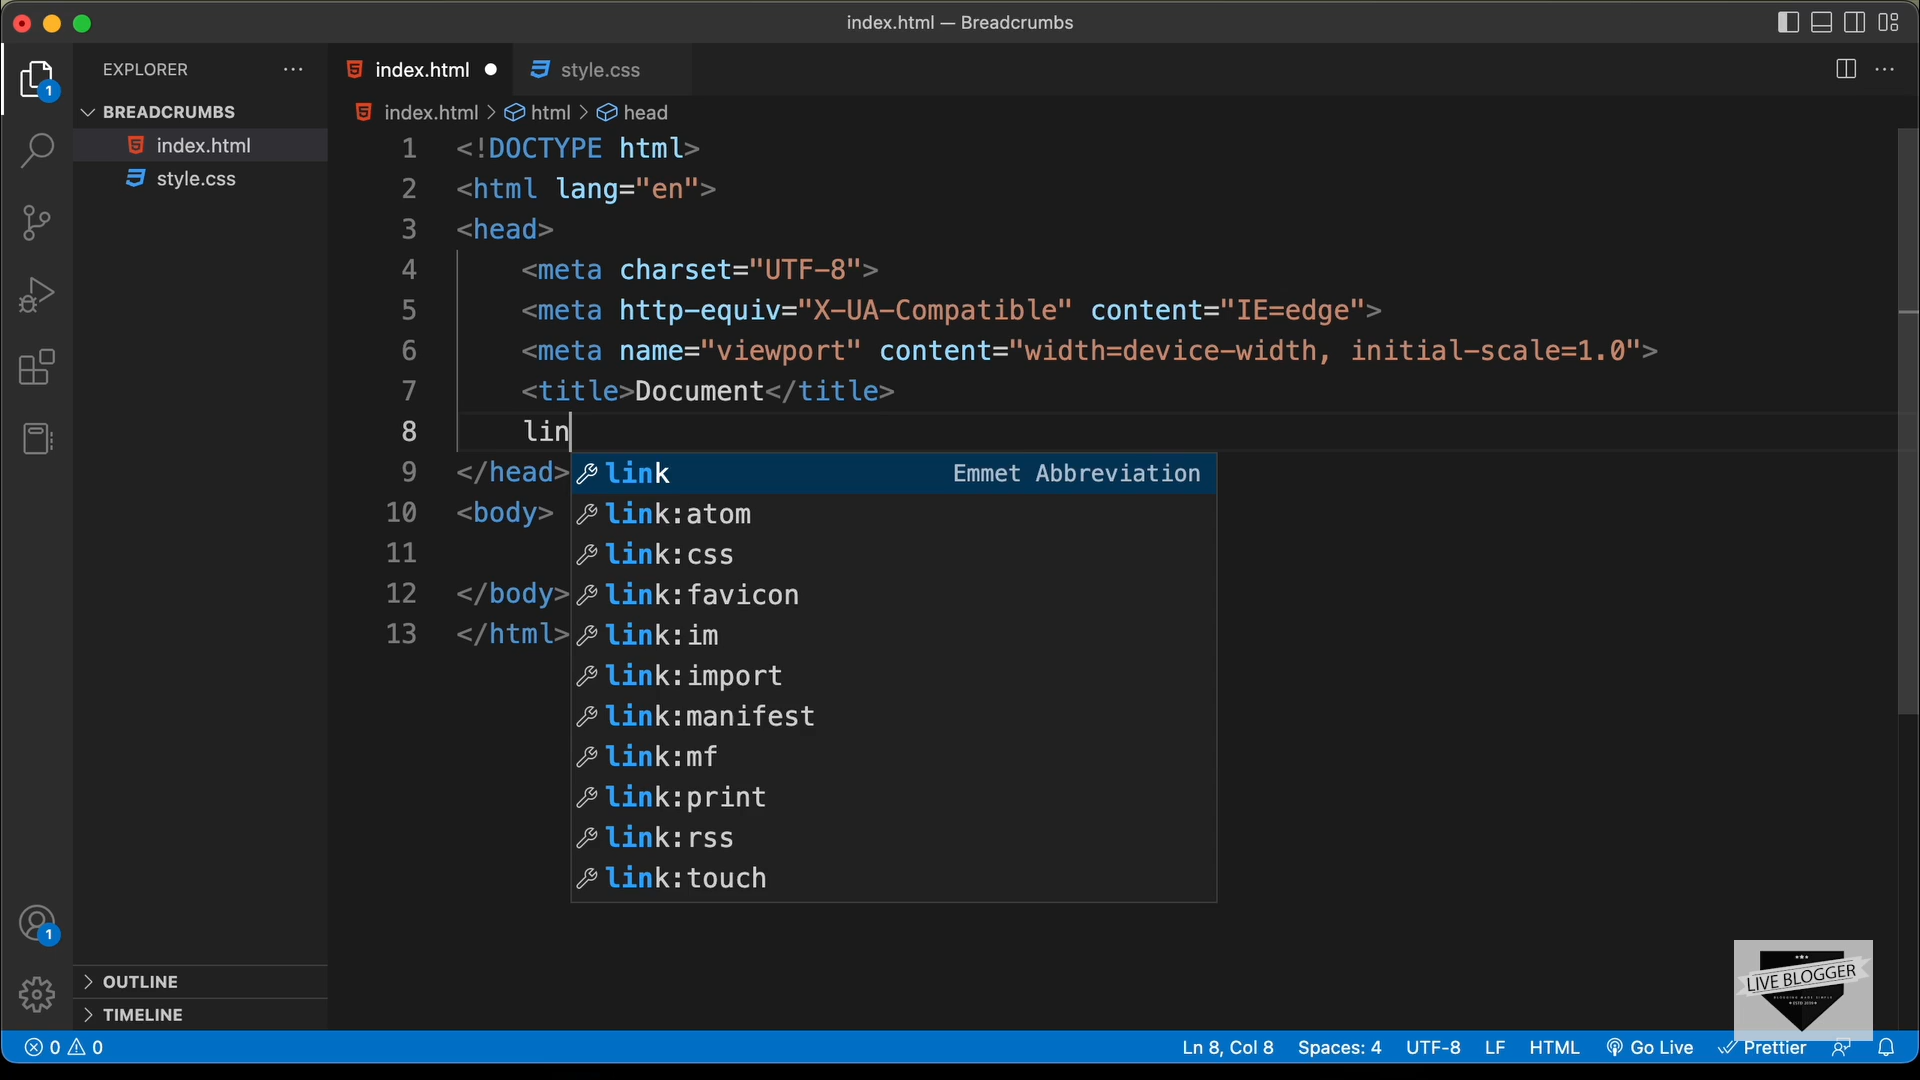 index.html — Breadcrumbs
EXPLORER
index.html
style.css
1
BREADCRUMBS
index.html > html > head
index.html
style.css
1 <!DOCTYPE html>
2 <html lang="en">
3 <head>
4 <meta charset="UTF-8">
5 <meta http-equiv="X-UA-Compatible" content="IE=edge">
6 <meta name="viewport" content="width=device-width, initial-scale=1.0">
7 <title>Document</title>
8 lin
9 </head>
10 <body>
11
12 </body>
13 </html>
link Emmet Abbreviation
link:atom
link:css
link:favicon
link:im
link:import
link:manifest
link:mf
link:print
link:rss
link:touch
1
OUTLINE
TIMELINE
LIVE BLOGGER
0 0
Ln 8, Col 8
Spaces: 4
UTF-8
LF
HTML
Go Live
Prettier